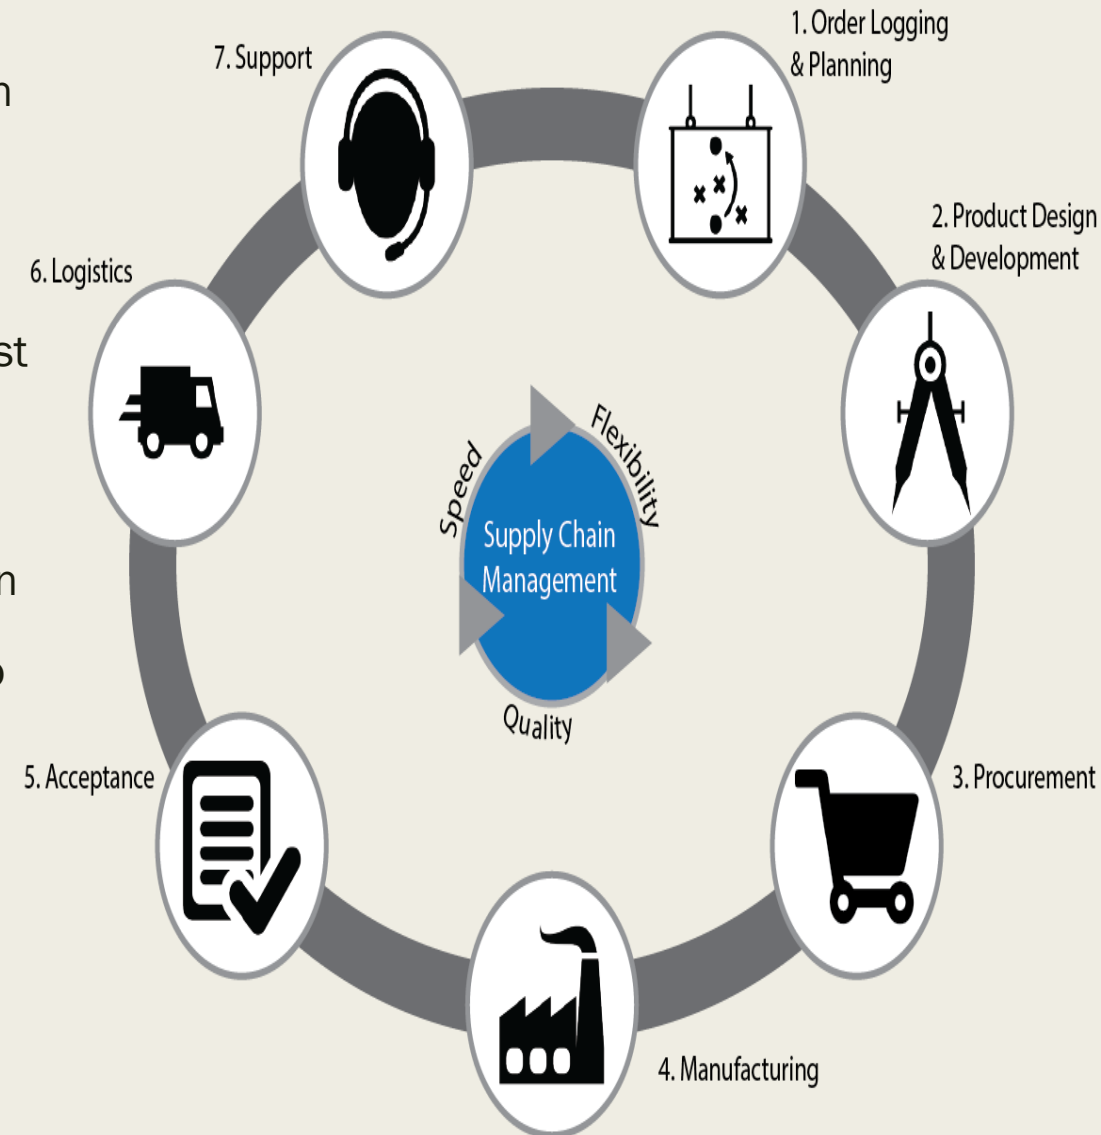 1. Order Logging
& Planning
2. Product Design
& Development
3. Procurement
4. Manufacturing
5. Acceptance
6. Logistics
7. Support
Speed
Flexibility
Quality
Supply Chain
Management